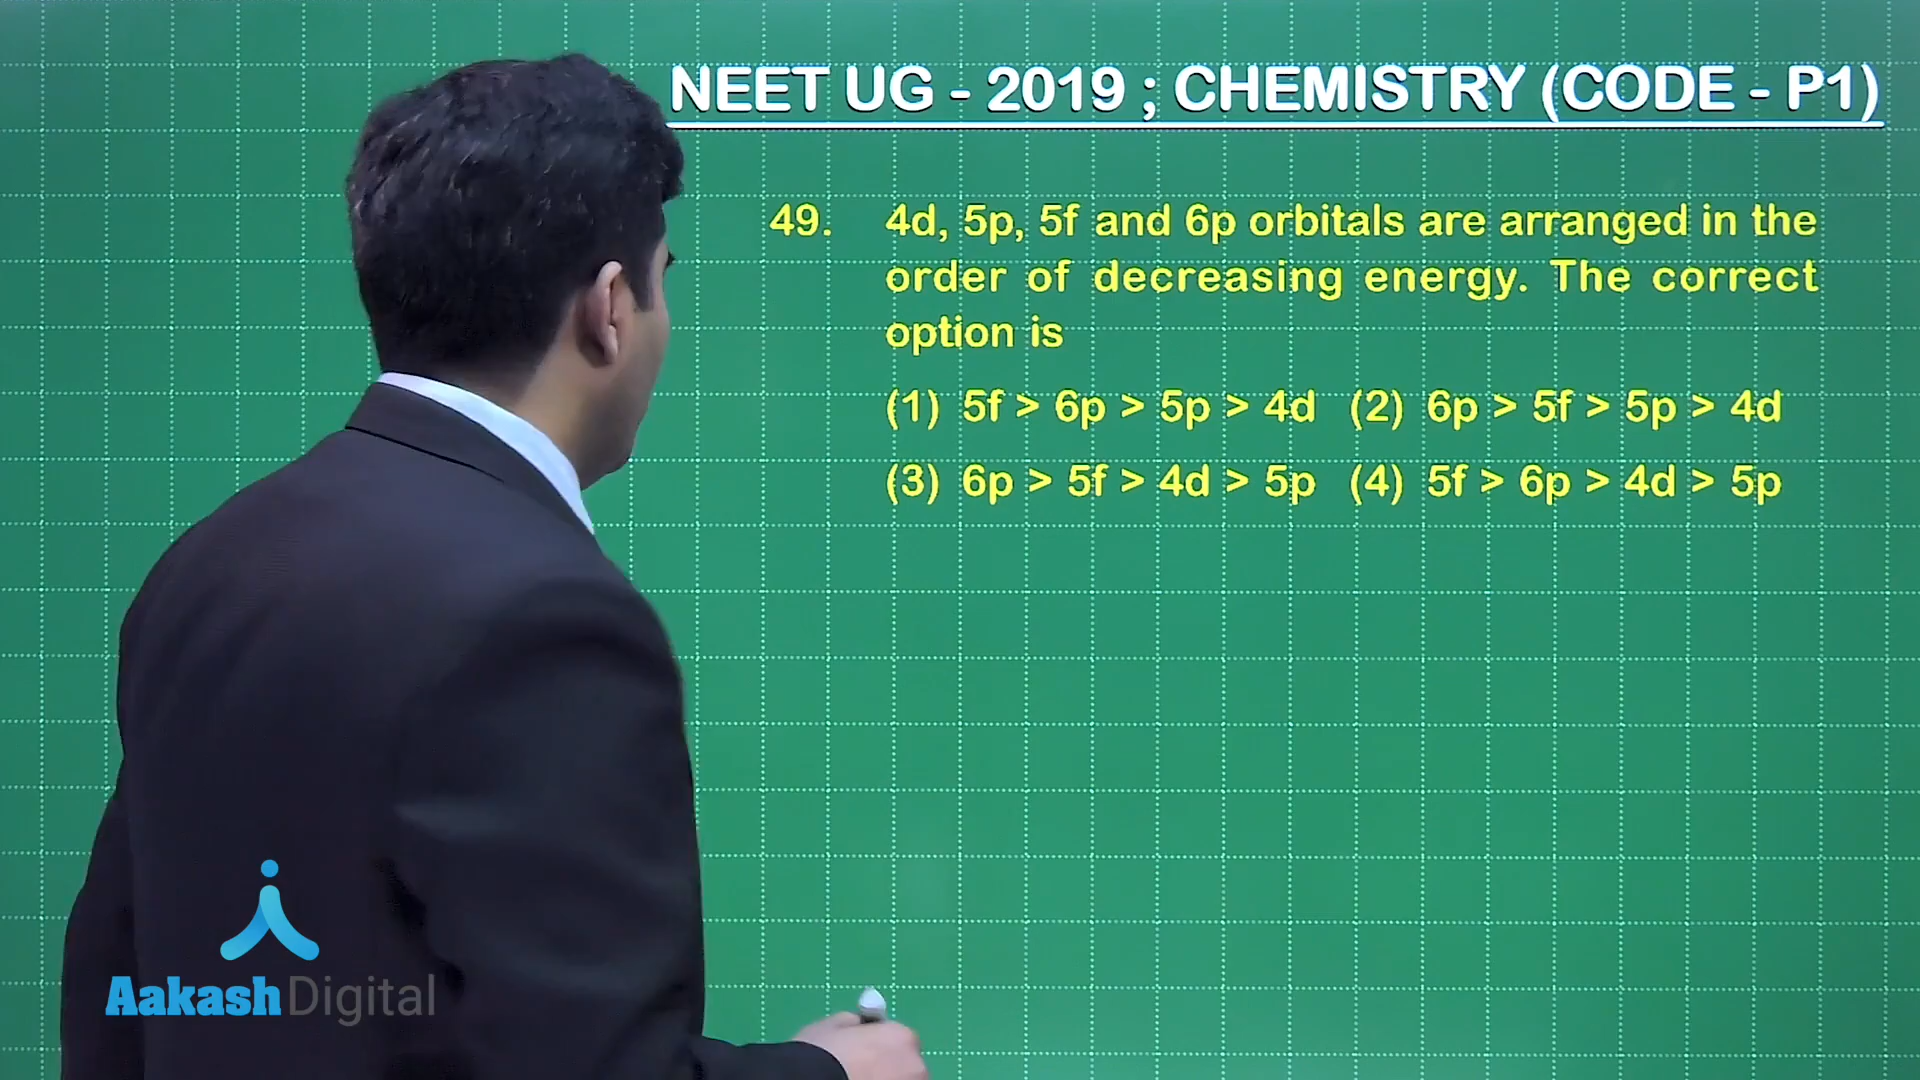 NEET UG - 2019 ; CHEMISTRY (CODE - P1)
49. 4d, 5p, 5f and 6p orbitals are arranged in the
order of decreasing energy. The correct
option is
(1) 5f > 6p > 5p > 4d (2) 6p > 5f > 5p > 4d
(3) 6p > 5f > 4d > 5p (4) 5f > 6p > 4d > 5p
Aakash Digital